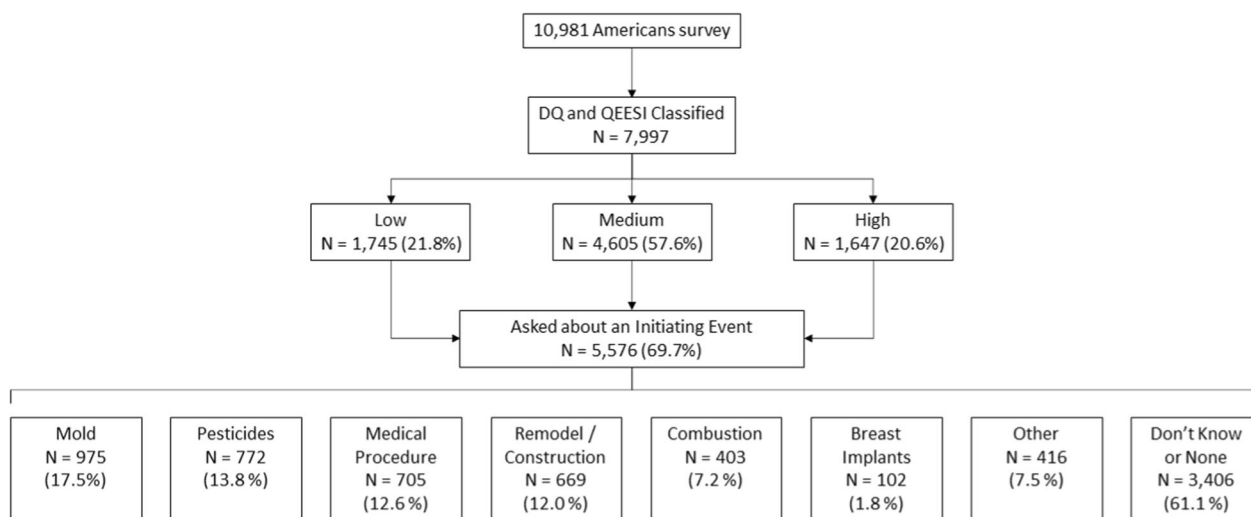 10,981 Americans survey
DQ and QEESI Classified
N = 7,997
Low
N = 1,745 (21.8%)
Medium
N = 4,605 (57.6%)
High
N = 1,647 (20.6%)
Asked about an Initiating Event
N = 5,576 (69.7%)
Mold
N = 975
(17.5%)
Pesticides
N = 772
(13.8 %)
Medical
Procedure
N = 705
(12.6 %)
Remodel /
Construction
N = 669
(12.0 %)
Combustion
N = 403
(7.2 %)
Breast
Implants
N = 102
(1.8 %)
Other
N = 416
(7.5 %)
Don't Know
or None
N = 3,406
(61.1 %)